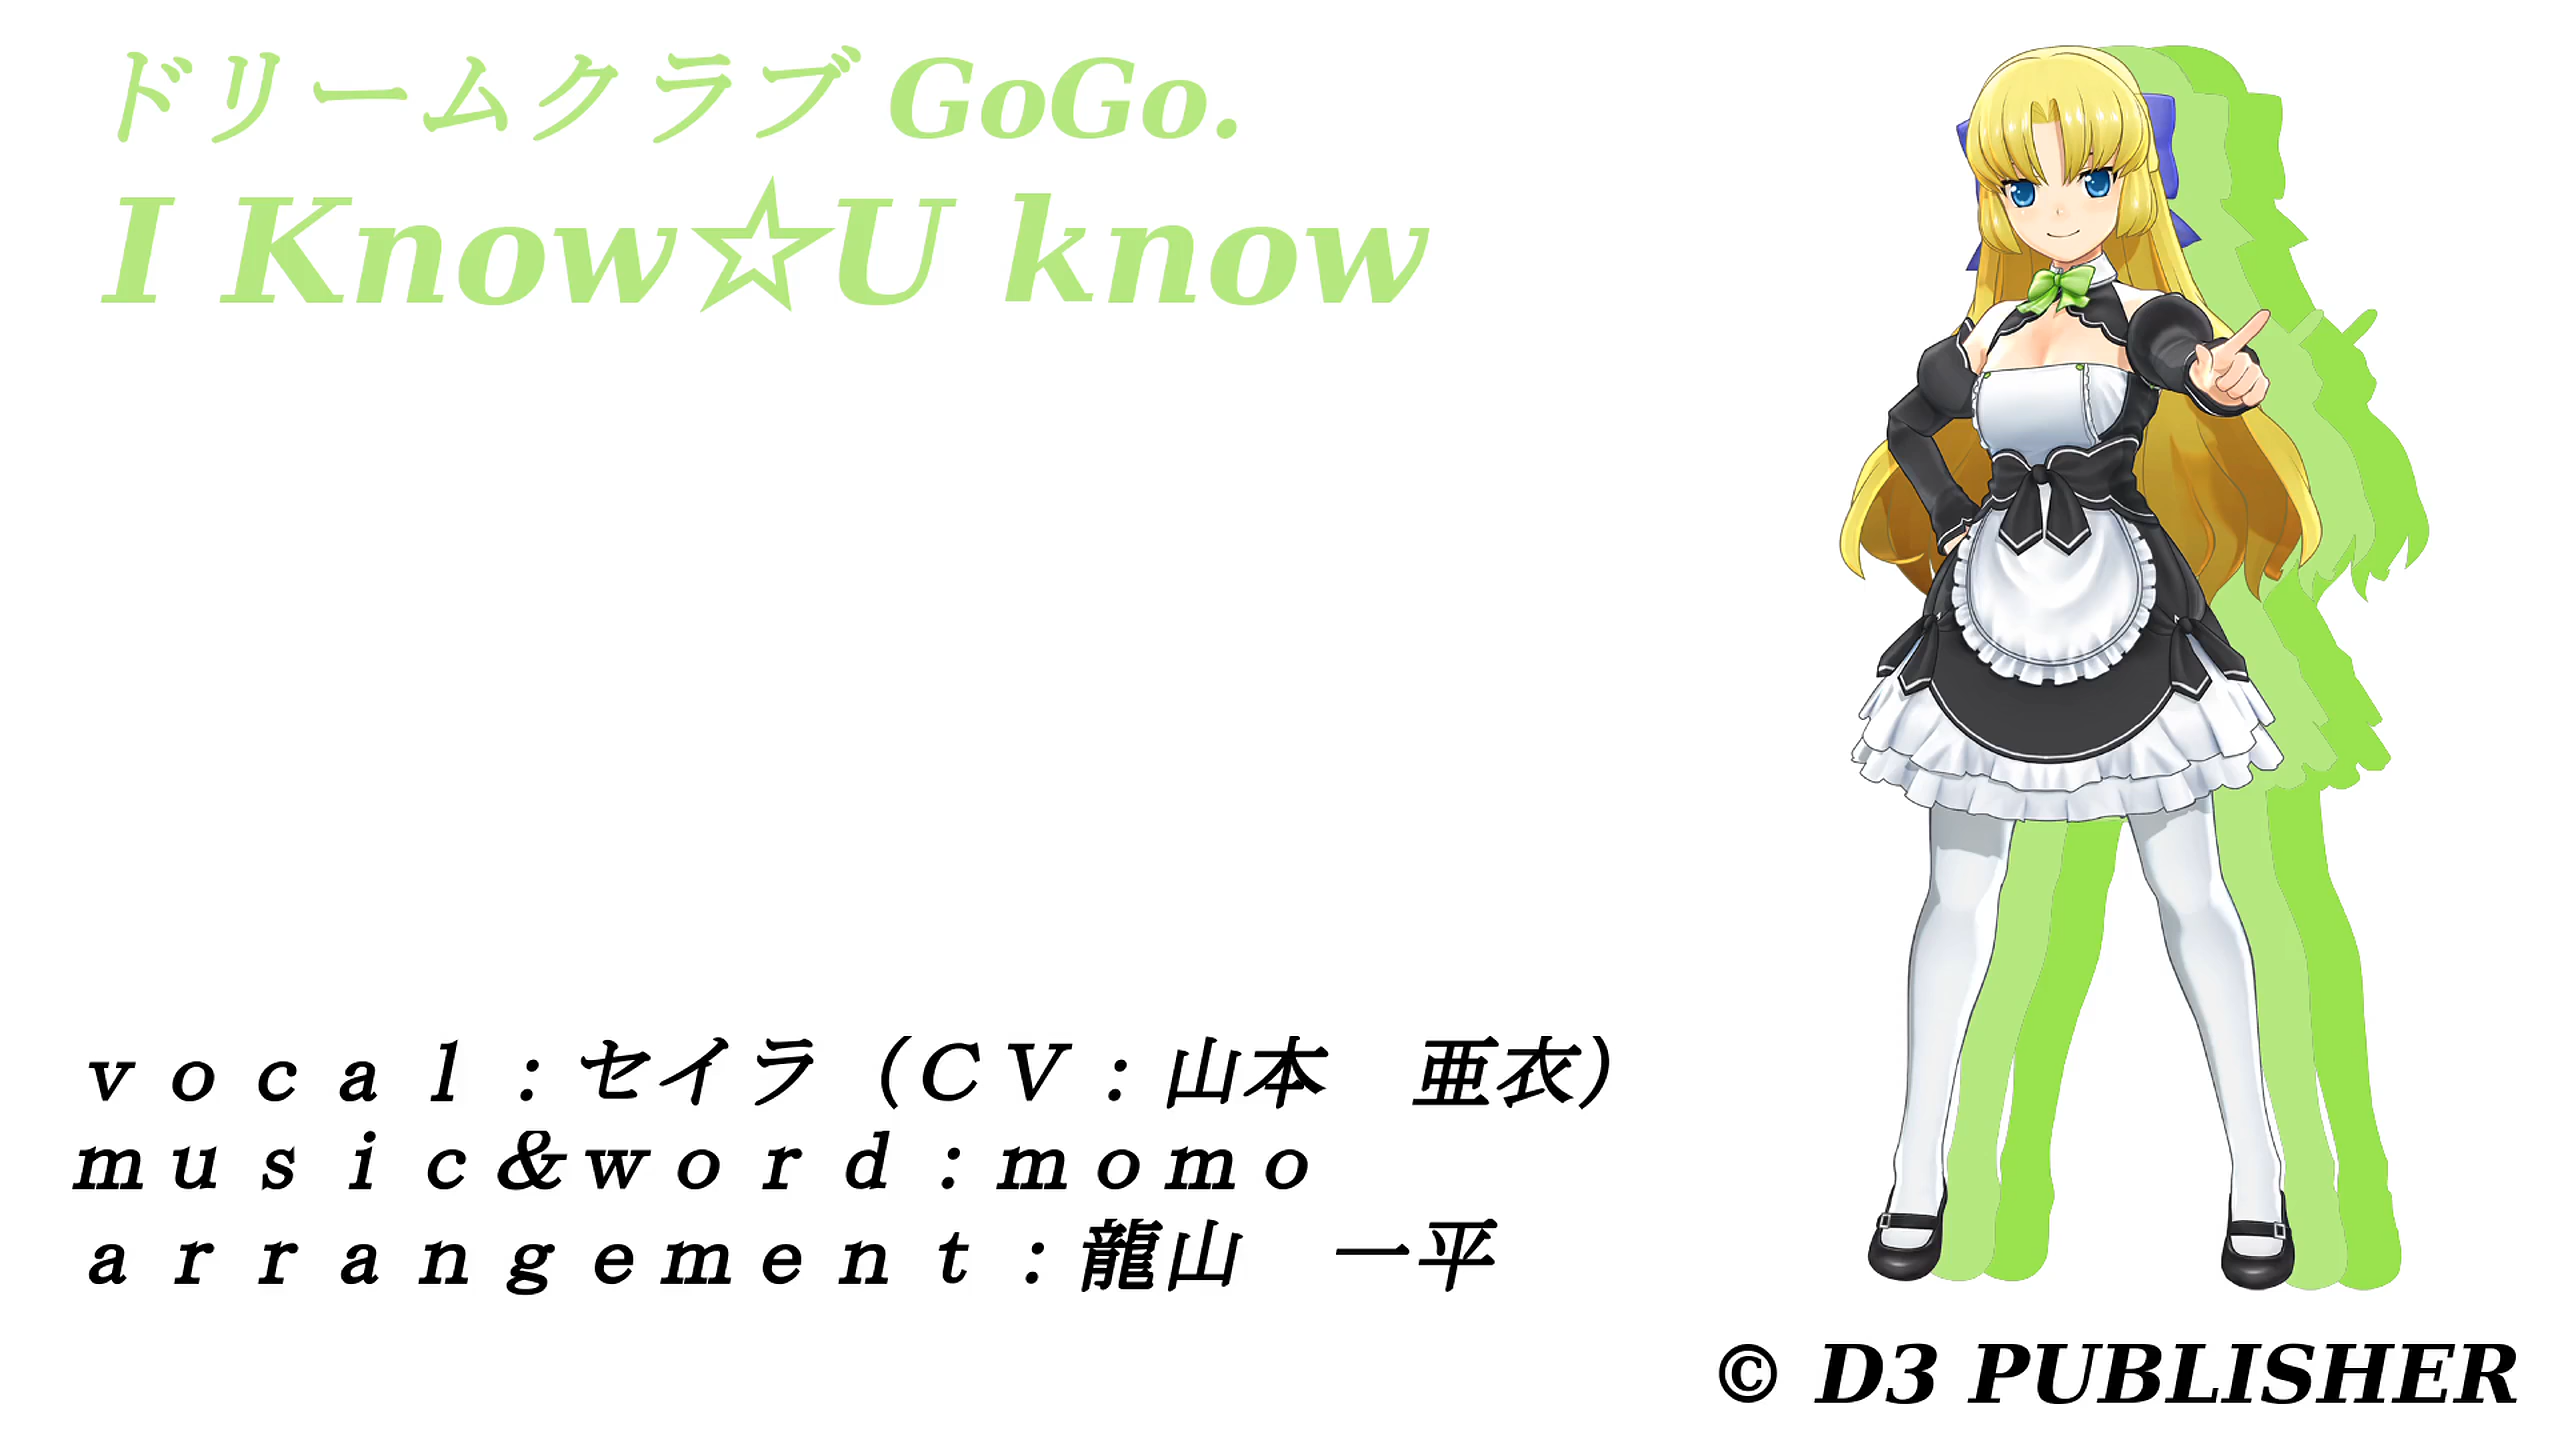 ドリームクラブ GoGo.
I Know☆U know
vocal:セイラ（CV:山本　亜衣）
music&word:momo
arrangement:龍山　一平
© D3 PUBLISHER